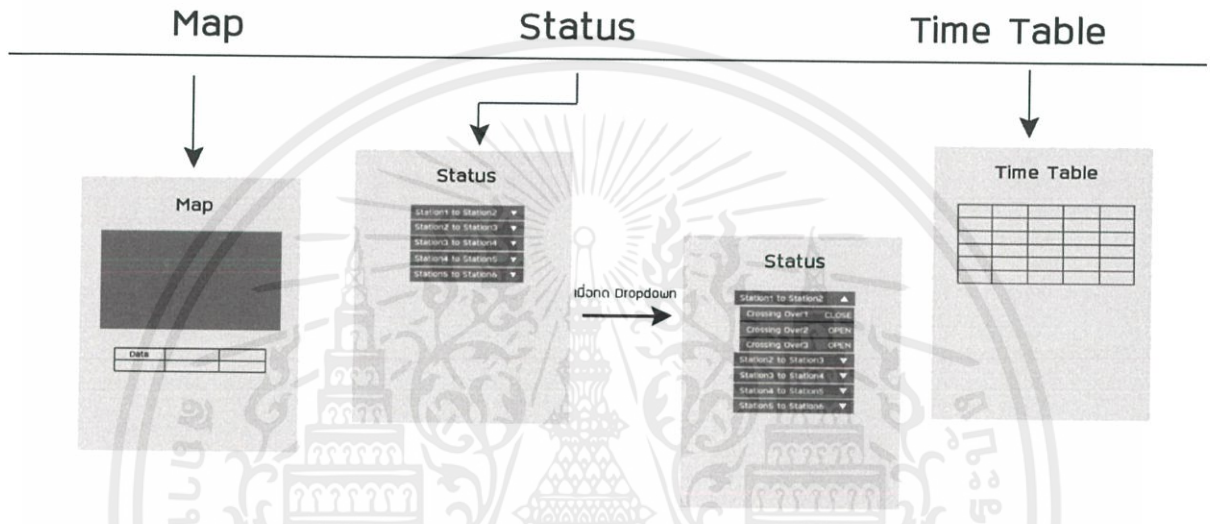 Map
Status
Time Table
Map
Data
Status
Station1 to Station2 ▼
Station2 to Station3 ▼
Station3 to Station4 ▼
Station4 to Station5 ▼
Station5 to Station6 ▼
เมื่อกด Dropdown
Status
Station1 to Station2 ▲
Crossing Over1 CLOSE
Crossing Over2 OPEN
Crossing Over3 OPEN
Station2 to Station3 ▼
Station3 to Station4 ▼
Station4 to Station5 ▼
Station5 to Station6 ▼
Time Table